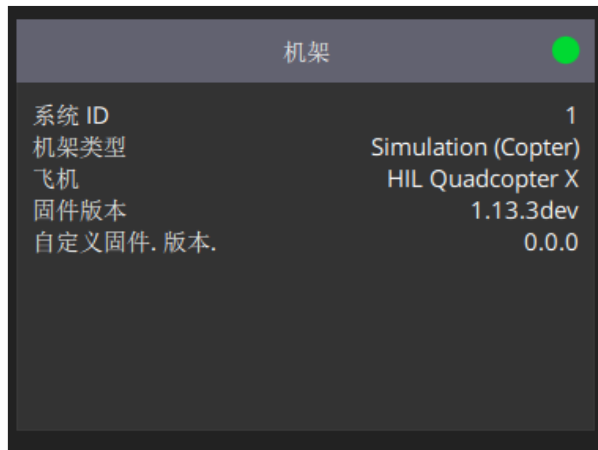 机架
系统 ID 1
机架类型 Simulation (Copter)
飞机 HIL Quadcopter X
固件版本 1.13.3dev
自定义固件. 版本. 0.0.0